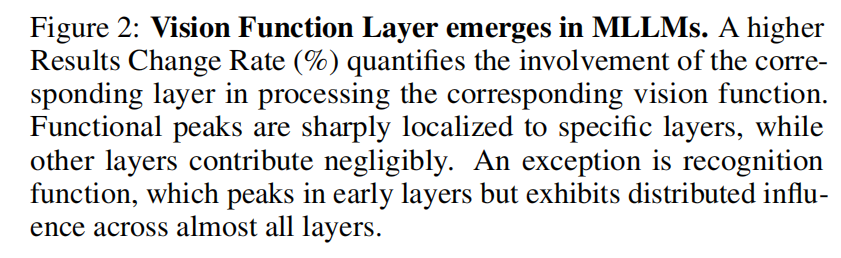 Figure 2: Vision Function Layer emerges in MLLMs. A higher
Results Change Rate (%) quantifies the involvement of the corre-
sponding layer in processing the corresponding vision function.
Functional peaks are sharply localized to specific layers, while
other layers contribute negligibly. An exception is recognition
function, which peaks in early layers but exhibits distributed influ-
ence across almost all layers.